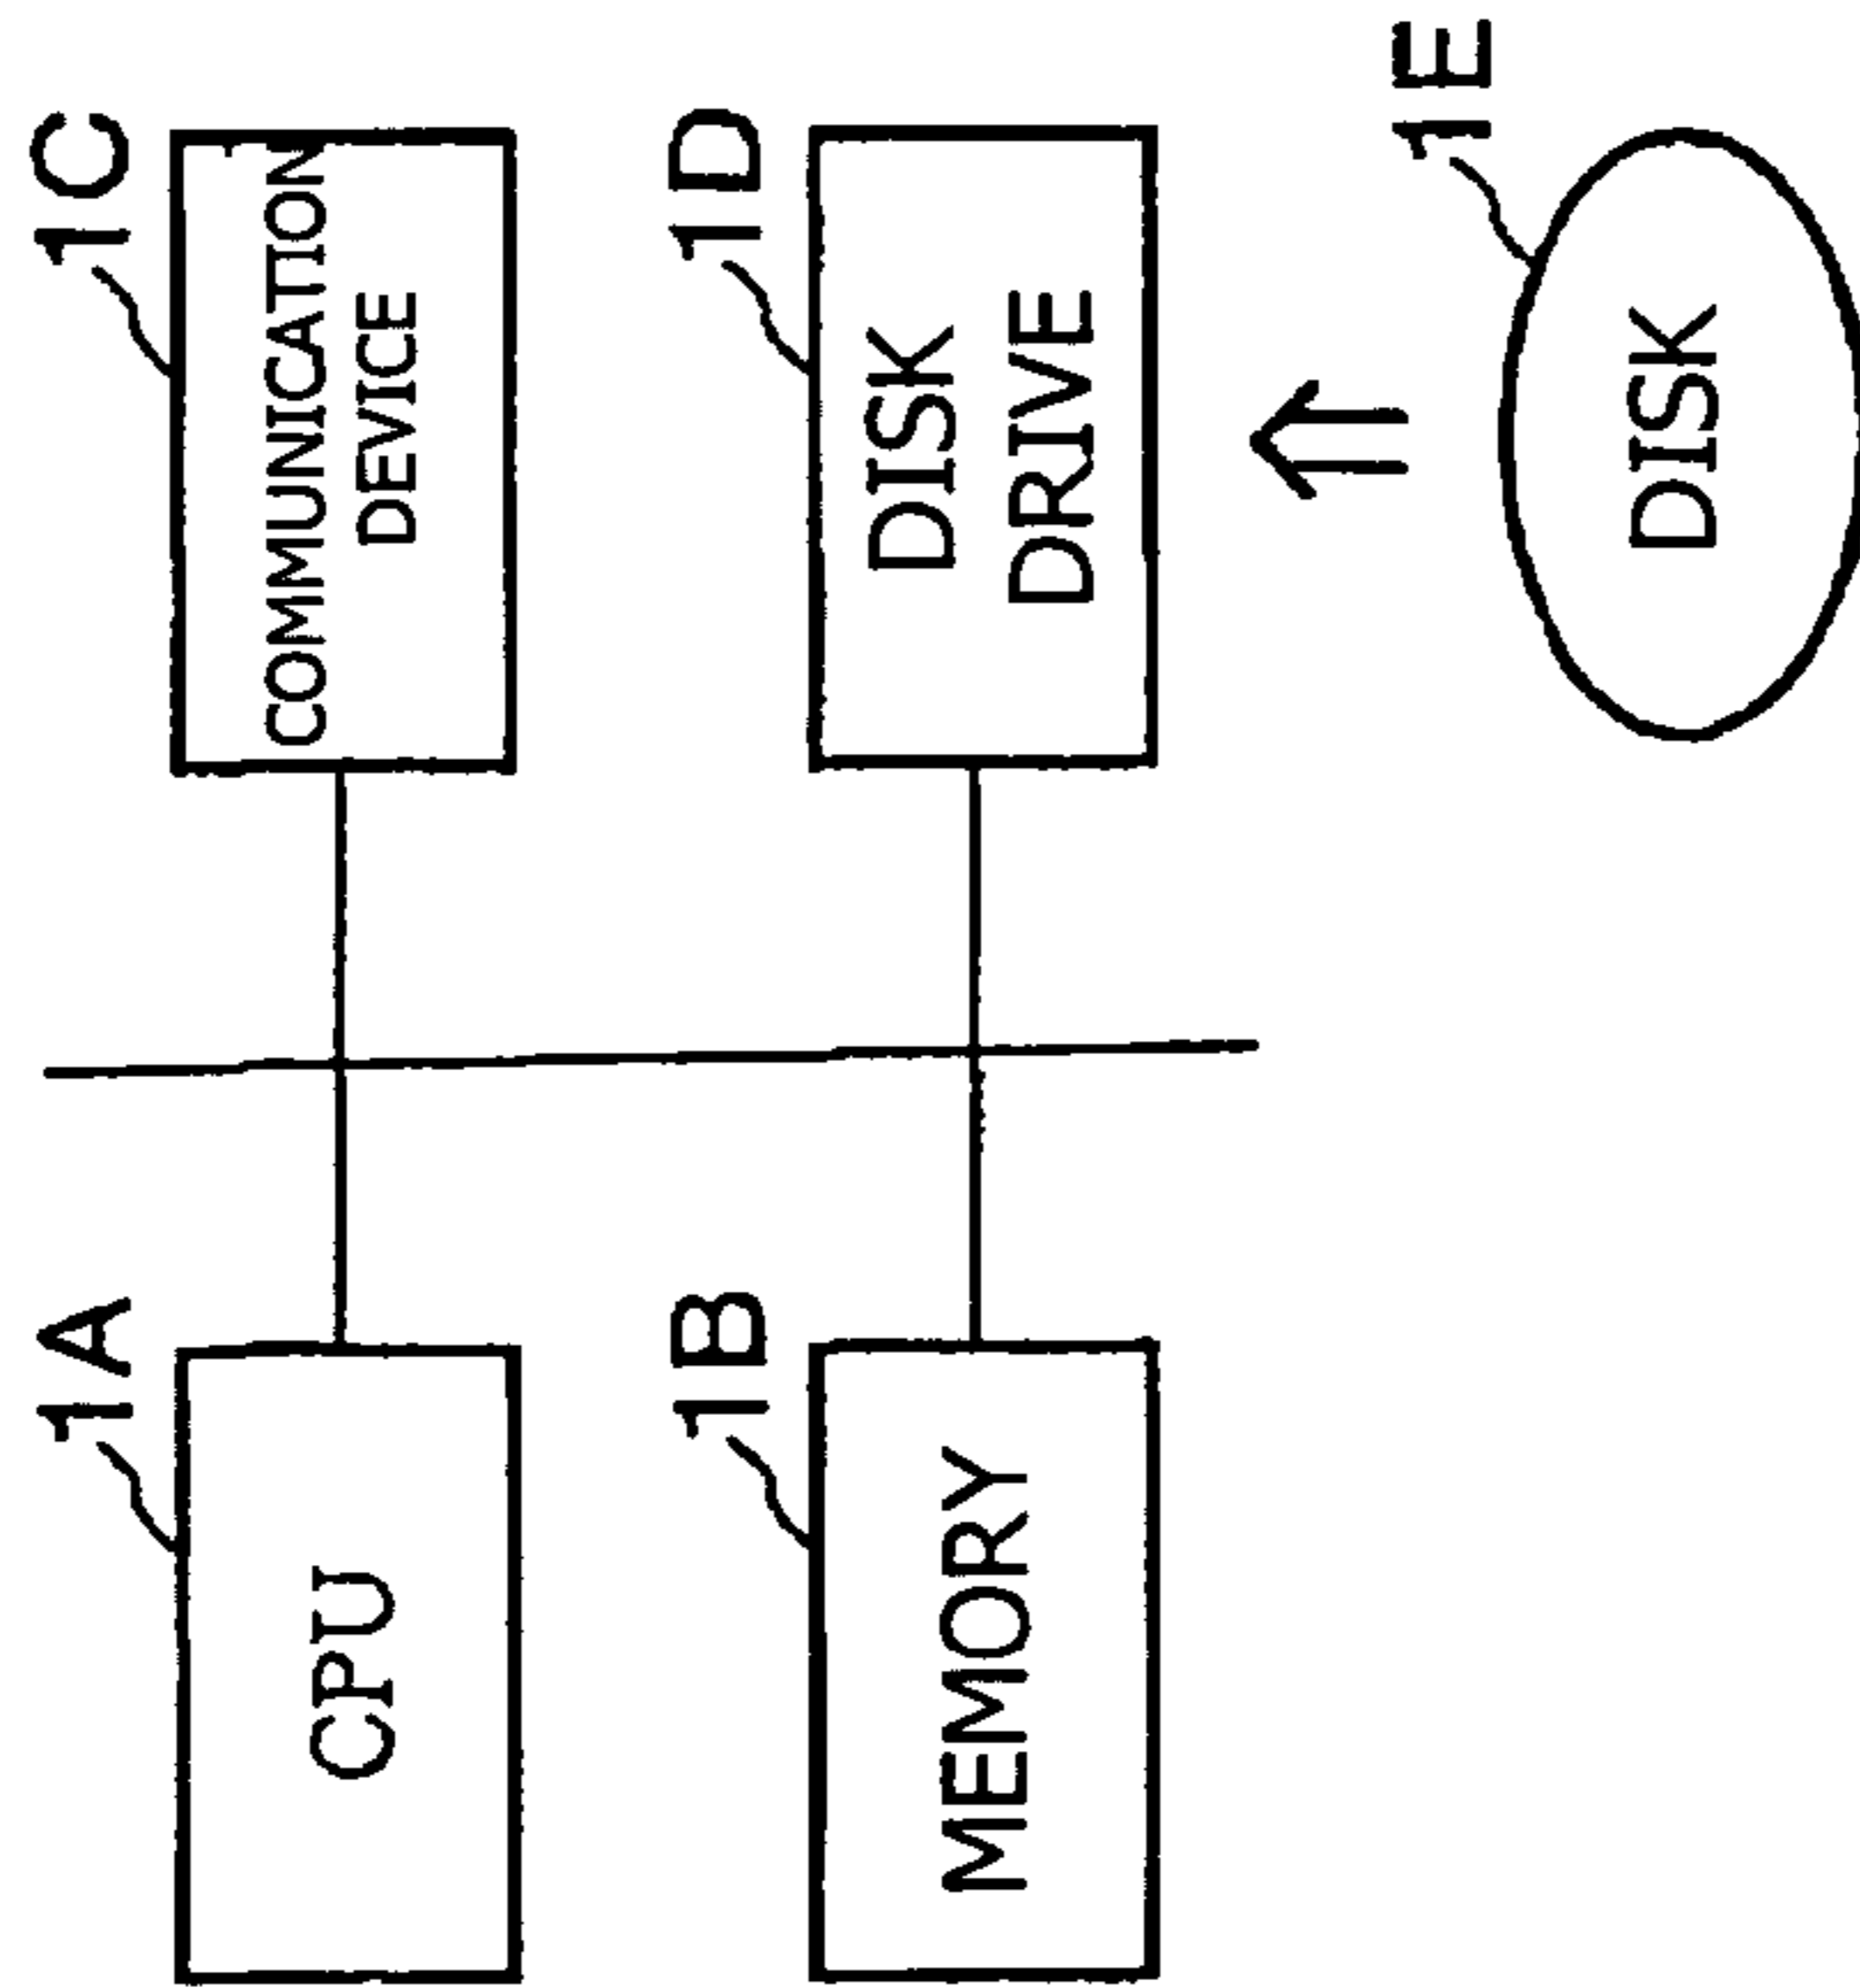 1A
CPU
1C
COMMUNICATION
DEVICE
1B
MEMORY
1D
DISK
DRIVE
1E
DISK